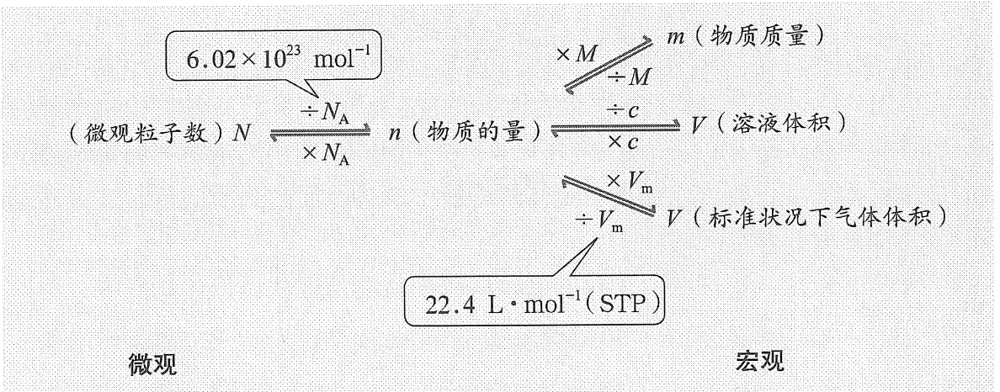 m（物质质量）
6.02×10²³ mol⁻¹
×M
÷M
÷N_A
÷c
（微观粒子数）N
n（物质的量）
V（溶液体积）
×N_A
×c
×V_m
÷V_m
V（标准状况下气体体积）
22.4 L·mol⁻¹(STP)
微观
宏观